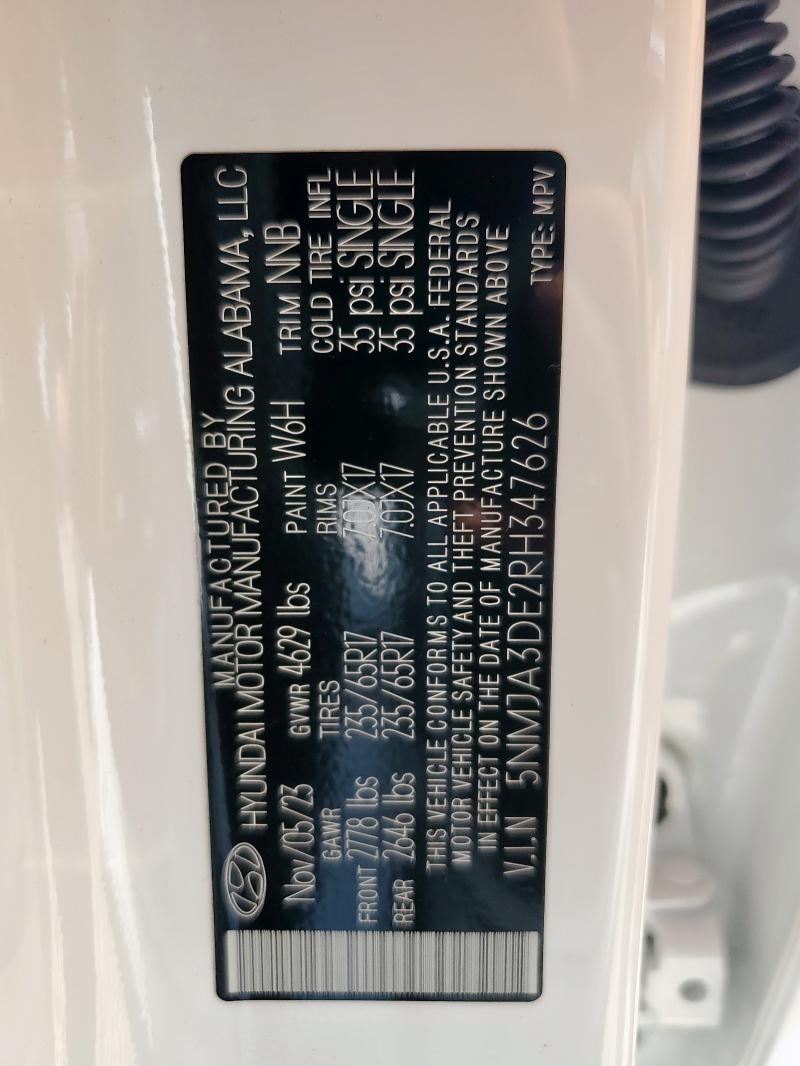 MANUFACTURED BY
HYUNDAI MOTOR MANUFACTURING ALABAMA, LLC
Nov/05/23 GVWR 4629 lbs PAINT W6H TRIM NNB
GAWR TIRES RIMS COLD TIRE INFL
FRONT 2778 lbs 235/65R17 7.0JX17 35 psi SINGLE
REAR 2646 lbs 235/65R17 7.0JX17 35 psi SINGLE
THIS VEHICLE CONFORMS TO ALL APPLICABLE U.S.A. FEDERAL
MOTOR VEHICLE SAFETY AND THEFT PREVENTION STANDARDS
IN EFFECT ON THE DATE OF MANUFACTURE SHOWN ABOVE
V.I.N 5NMJA3DE2RH347626 TYPE: MPV